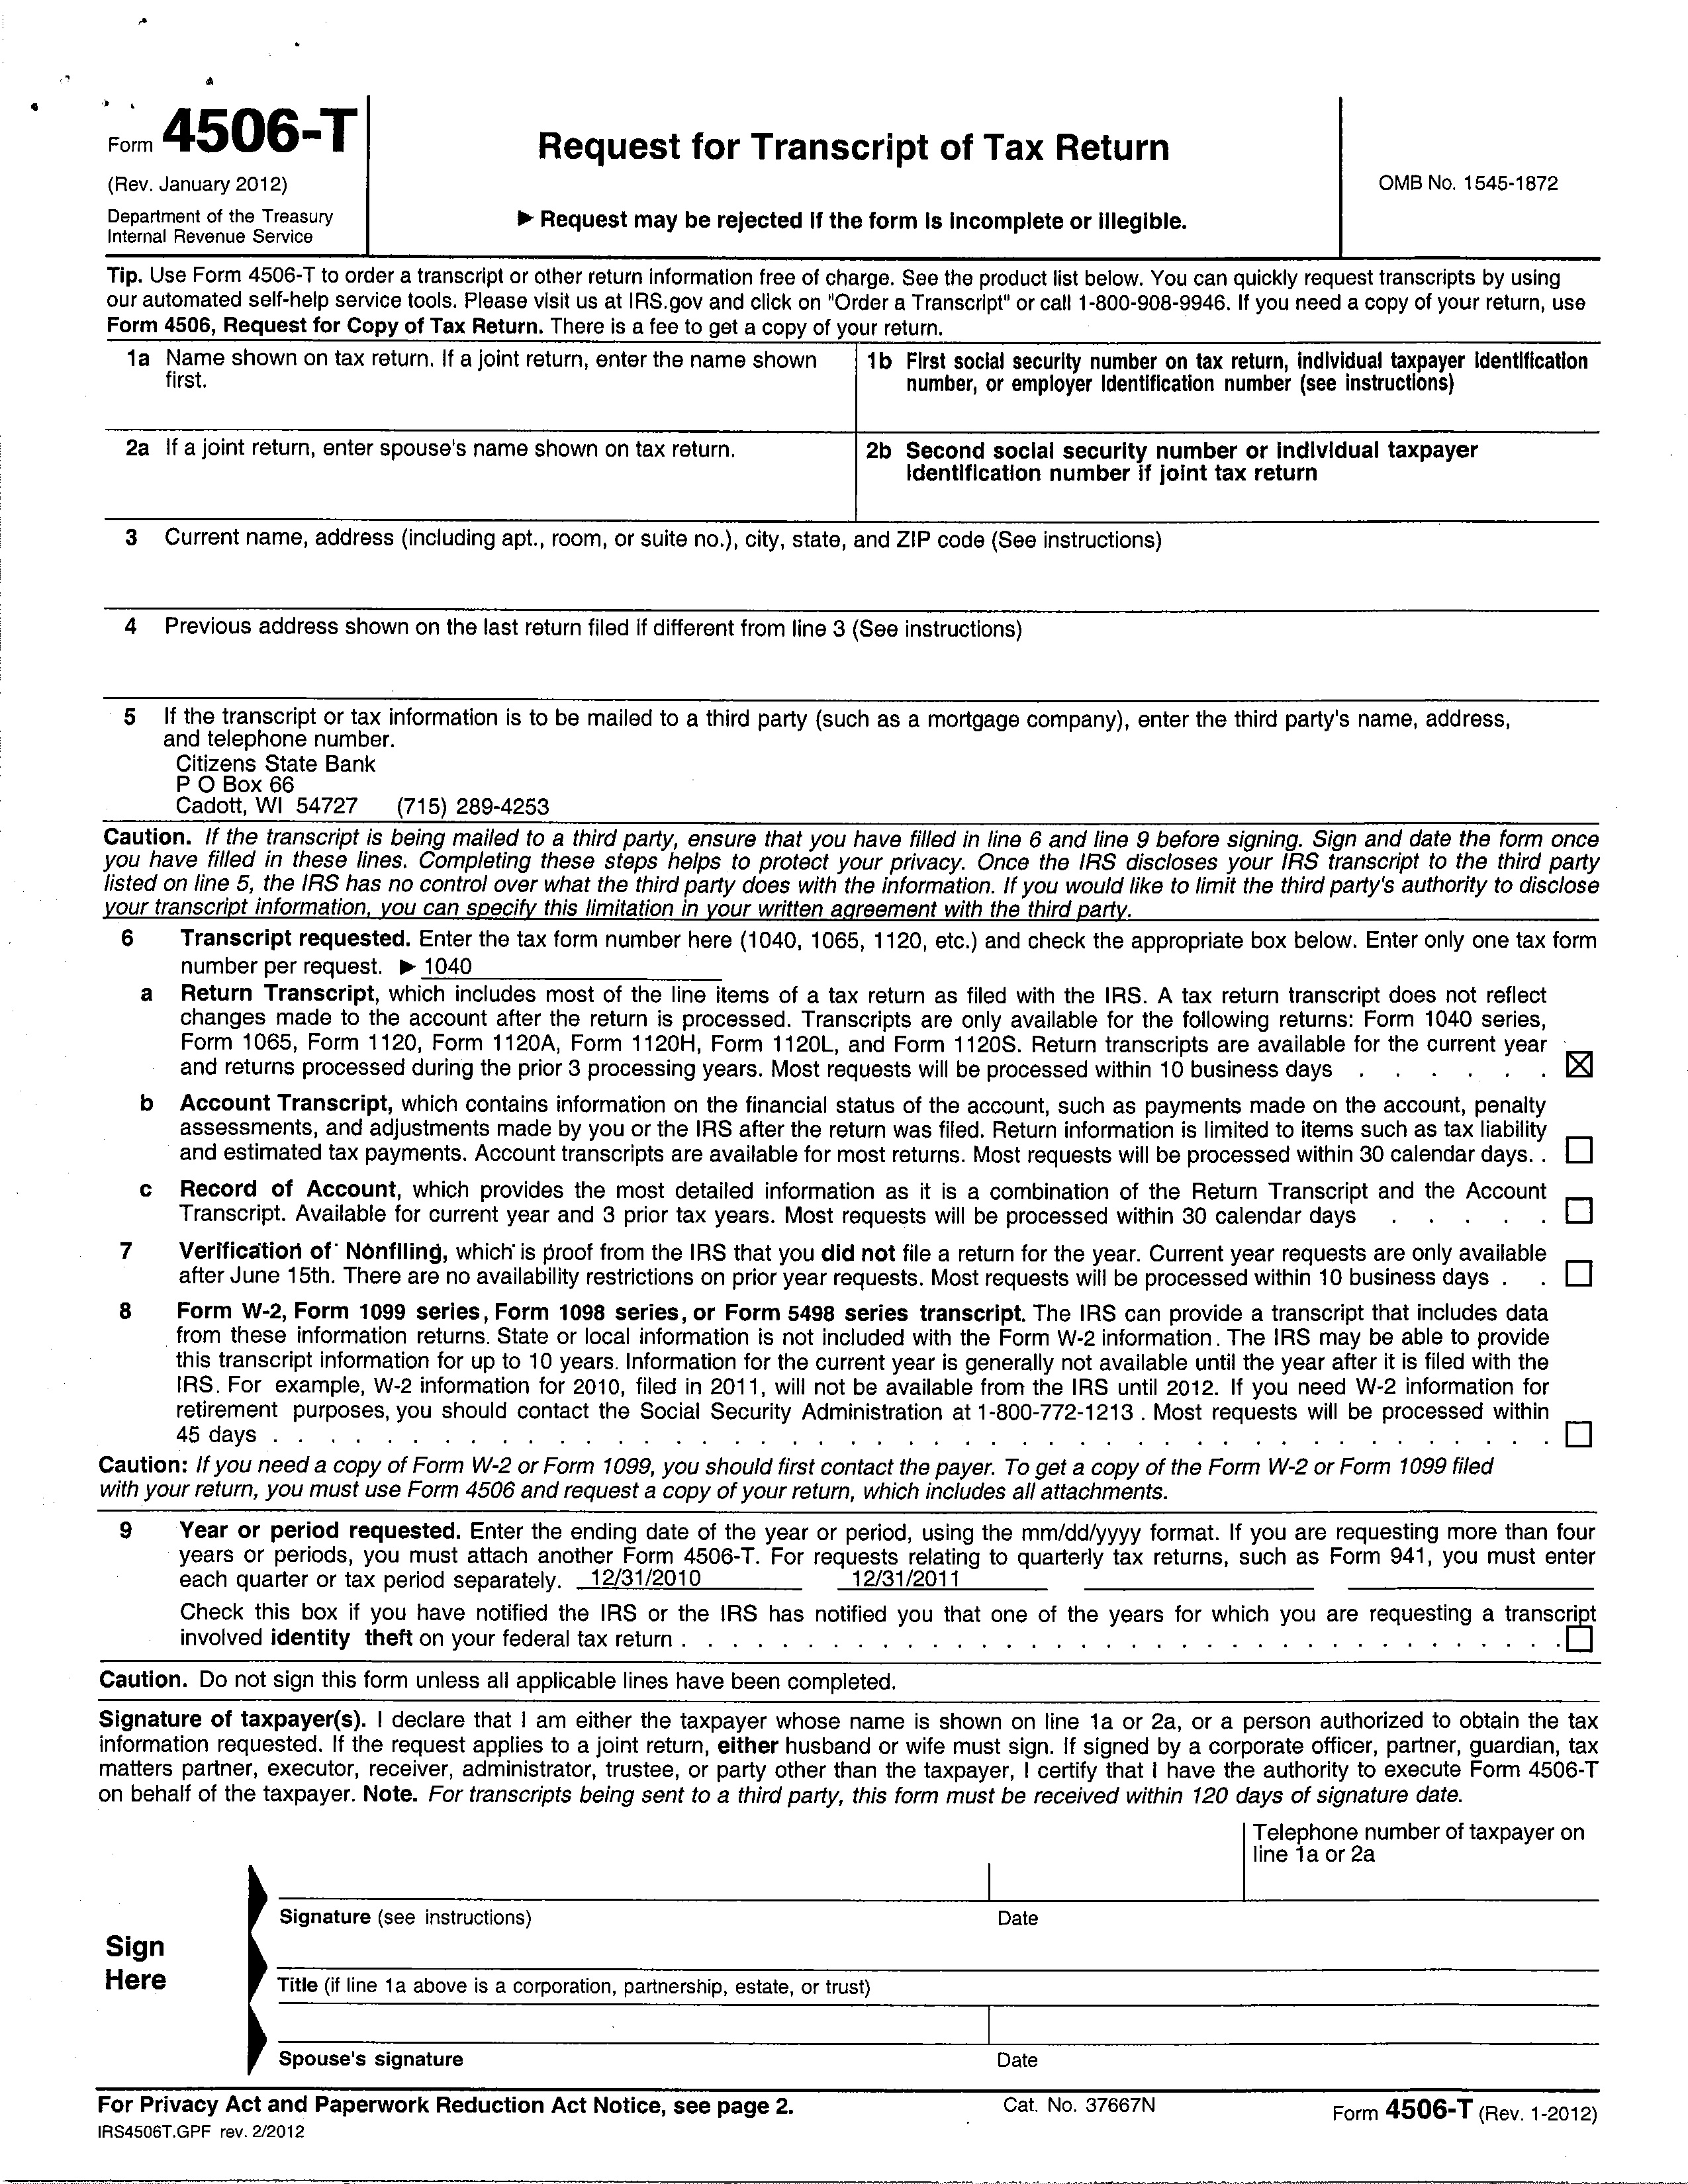 Form 4506-T
(Rev. January 2012)
Department of the Treasury
Internal Revenue Service
Request for Transcript of Tax Return
► Request may be rejected if the form is incomplete or illegible.
OMB No. 1545-1872
Tip. Use Form 4506-T to order a transcript or other return information free of charge. See the product list below. You can quickly request transcripts by using
our automated self-help service tools. Please visit us at IRS.gov and click on "Order a Transcript" or call 1-800-908-9946. If you need a copy of your return, use
Form 4506, Request for Copy of Tax Return. There is a fee to get a copy of your return.
1a Name shown on tax return. If a joint return, enter the name shown
first.
1b First social security number on tax return, individual taxpayer identification
number, or employer identification number (see instructions)
2a If a joint return, enter spouse's name shown on tax return.
2b Second social security number or individual taxpayer
identification number if joint tax return
3 Current name, address (including apt., room, or suite no.), city, state, and ZIP code (See instructions)
4 Previous address shown on the last return filed if different from line 3 (See instructions)
5 If the transcript or tax information is to be mailed to a third party (such as a mortgage company), enter the third party's name, address,
and telephone number.
Citizens State Bank
P O Box 66
Cadott, WI 54727 (715) 289-4253
Caution. If the transcript is being mailed to a third party, ensure that you have filled in line 6 and line 9 before signing. Sign and date the form once
you have filled in these lines. Completing these steps helps to protect your privacy. Once the IRS discloses your IRS transcript to the third party
listed on line 5, the IRS has no control over what the third party does with the information. If you would like to limit the third party's authority to disclose
your transcript information, you can specify this limitation in your written agreement with the third party.
6 Transcript requested. Enter the tax form number here (1040, 1065, 1120, etc.) and check the appropriate box below. Enter only one tax form
number per request. ► 1040
a Return Transcript, which includes most of the line items of a tax return as filed with the IRS. A tax return transcript does not reflect
changes made to the account after the return is processed. Transcripts are only available for the following returns: Form 1040 series,
Form 1065, Form 1120, Form 1120A, Form 1120H, Form 1120L, and Form 1120S. Return transcripts are available for the current year
and returns processed during the prior 3 processing years. Most requests will be processed within 10 business days . . . . . . . ☒
b Account Transcript, which contains information on the financial status of the account, such as payments made on the account, penalty
assessments, and adjustments made by you or the IRS after the return was filed. Return information is limited to items such as tax liability
and estimated tax payments. Account transcripts are available for most returns. Most requests will be processed within 30 calendar days. . ☐
c Record of Account, which provides the most detailed information as it is a combination of the Return Transcript and the Account
Transcript. Available for current year and 3 prior tax years. Most requests will be processed within 30 calendar days . . . . . ☐
7 Verification of Nonfiling, which is proof from the IRS that you did not file a return for the year. Current year requests are only available
after June 15th. There are no availability restrictions on prior year requests. Most requests will be processed within 10 business days . . ☐
8 Form W-2, Form 1099 series, Form 1098 series, or Form 5498 series transcript. The IRS can provide a transcript that includes data
from these information returns. State or local information is not included with the Form W-2 information. The IRS may be able to provide
this transcript information for up to 10 years. Information for the current year is generally not available until the year after it is filed with the
IRS. For example, W-2 information for 2010, filed in 2011, will not be available from the IRS until 2012. If you need W-2 information for
retirement purposes, you should contact the Social Security Administration at 1-800-772-1213. Most requests will be processed within
45 days . . . . . . . . . . ☐
Caution: If you need a copy of Form W-2 or Form 1099, you should first contact the payer. To get a copy of the Form W-2 or Form 1099 filed
with your return, you must use Form 4506 and request a copy of your return, which includes all attachments.
9 Year or period requested. Enter the ending date of the year or period, using the mm/dd/yyyy format. If you are requesting more than four
years or periods, you must attach another Form 4506-T. For requests relating to quarterly tax returns, such as Form 941, you must enter
each quarter or tax period separately. 12/31/2010 12/31/2011
Check this box if you have notified the IRS or the IRS has notified you that one of the years for which you are requesting a transcript
involved identity theft on your federal tax return . . . . . . . . . . ☐
Caution. Do not sign this form unless all applicable lines have been completed.
Signature of taxpayer(s). I declare that I am either the taxpayer whose name is shown on line 1a or 2a, or a person authorized to obtain the tax
information requested. If the request applies to a joint return, either husband or wife must sign. If signed by a corporate officer, partner, guardian, tax
matters partner, executor, receiver, administrator, trustee, or party other than the taxpayer, I certify that I have the authority to execute Form 4506-T
on behalf of the taxpayer. Note. For transcripts being sent to a third party, this form must be received within 120 days of signature date.
Telephone number of taxpayer on
line 1a or 2a
Sign
Here
Signature (see instructions) Date
Title (if line 1a above is a corporation, partnership, estate, or trust)
Spouse's signature Date
For Privacy Act and Paperwork Reduction Act Notice, see page 2. Cat. No. 37667N Form 4506-T (Rev. 1-2012)
IRS4506T.GPF rev. 2/2012